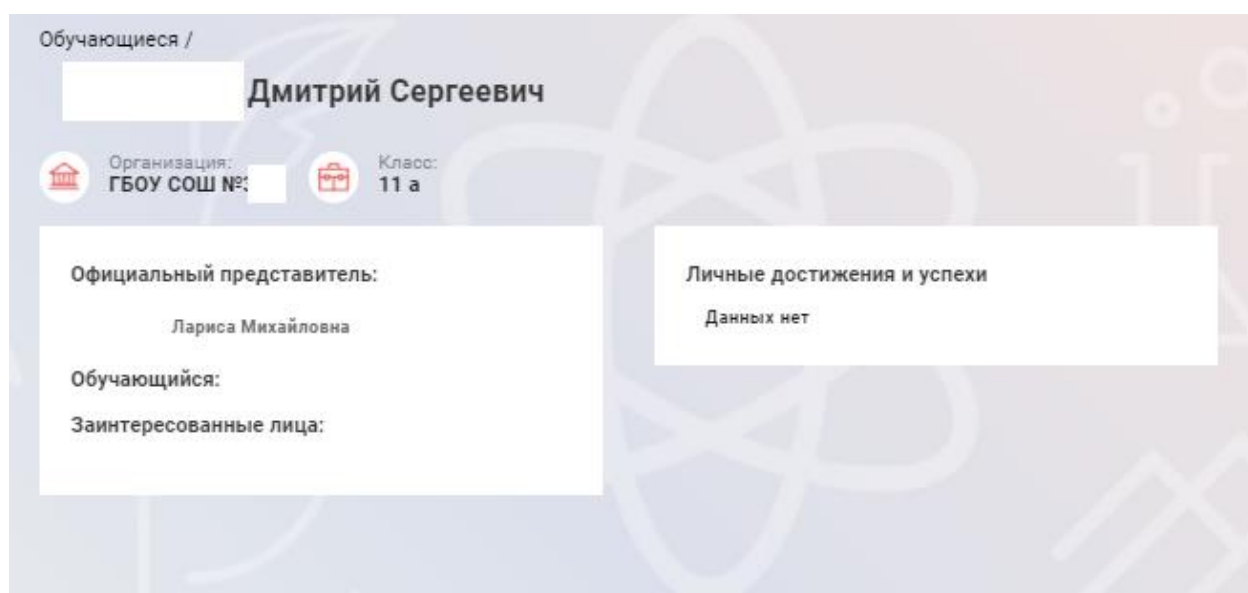 Обучающиеся /
Дмитрий Сергеевич
Организация:
ГБОУ СОШ №3
Класс:
11 а
Официальный представитель:
Лариса Михайловна
Обучающийся:
Заинтересованные лица:
Личные достижения и успехи
Данных нет